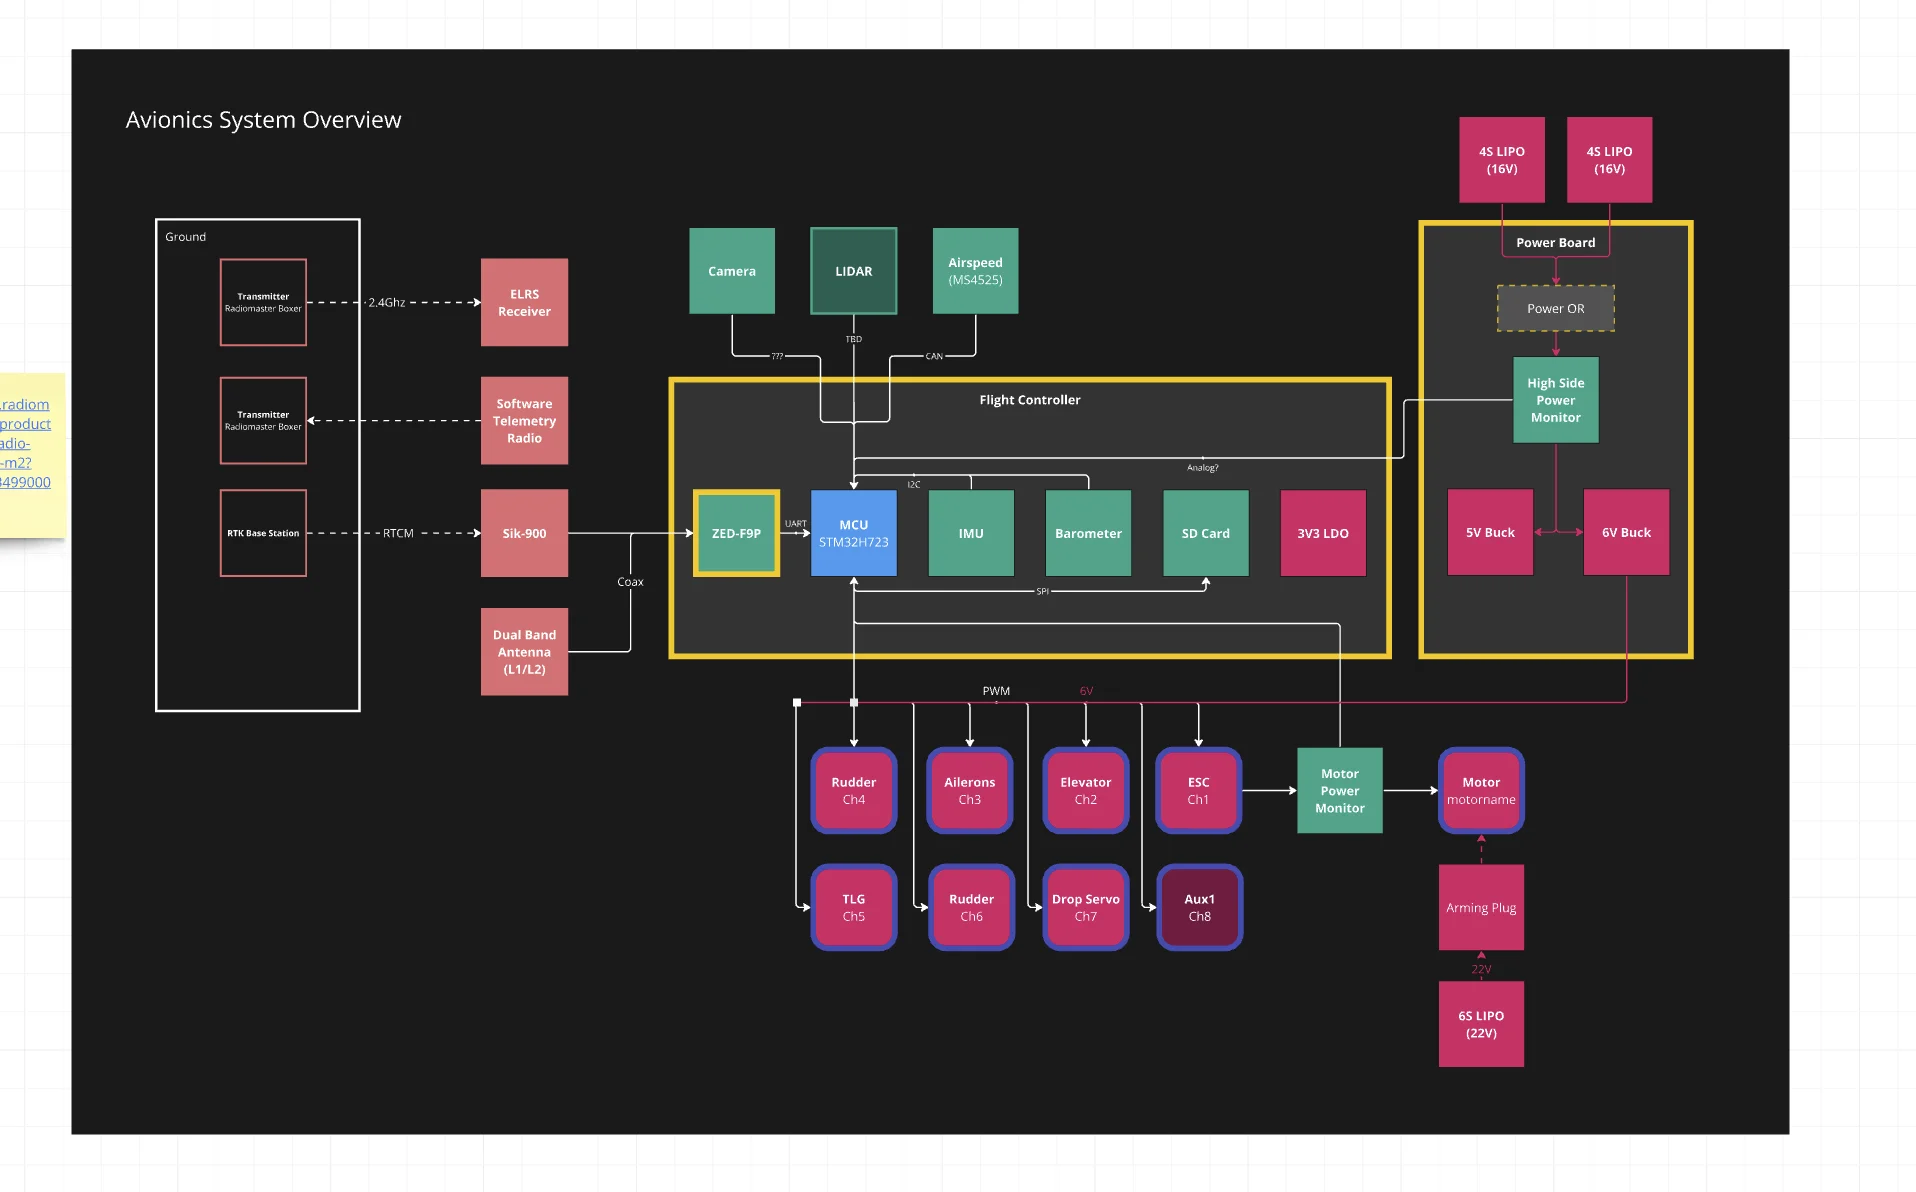 Avionics System Overview
4S LIPO
(16V)
4S LIPO
(16V)
Ground
Power Board
Camera
LIDAR
Airspeed
(MS4525)
Transmitter
Radiomaster Boxer
2.4Ghz
ELRS
Receiver
Power OR
TBD
???
CAN
High Side
Power
Monitor
Flight Controller
.radiom
product
adio-
-m2?
3499000
Transmitter
Radiomaster Boxer
Software
Telemetry
Radio
Analog?
I2C
RTK Base Station
RTCM
Sik-900
ZED-F9P
UART
MCU
STM32H723
IMU
Barometer
SD Card
3V3 LDO
5V Buck
6V Buck
Coax
SPI
Dual Band
Antenna
(L1/L2)
PWM
6V
Rudder
Ch4
Ailerons
Ch3
Elevator
Ch2
ESC
Ch1
Motor
Power
Monitor
Motor
motorname
TLG
Ch5
Rudder
Ch6
Drop Servo
Ch7
Aux1
Ch8
Arming Plug
22V
6S LIPO
(22V)